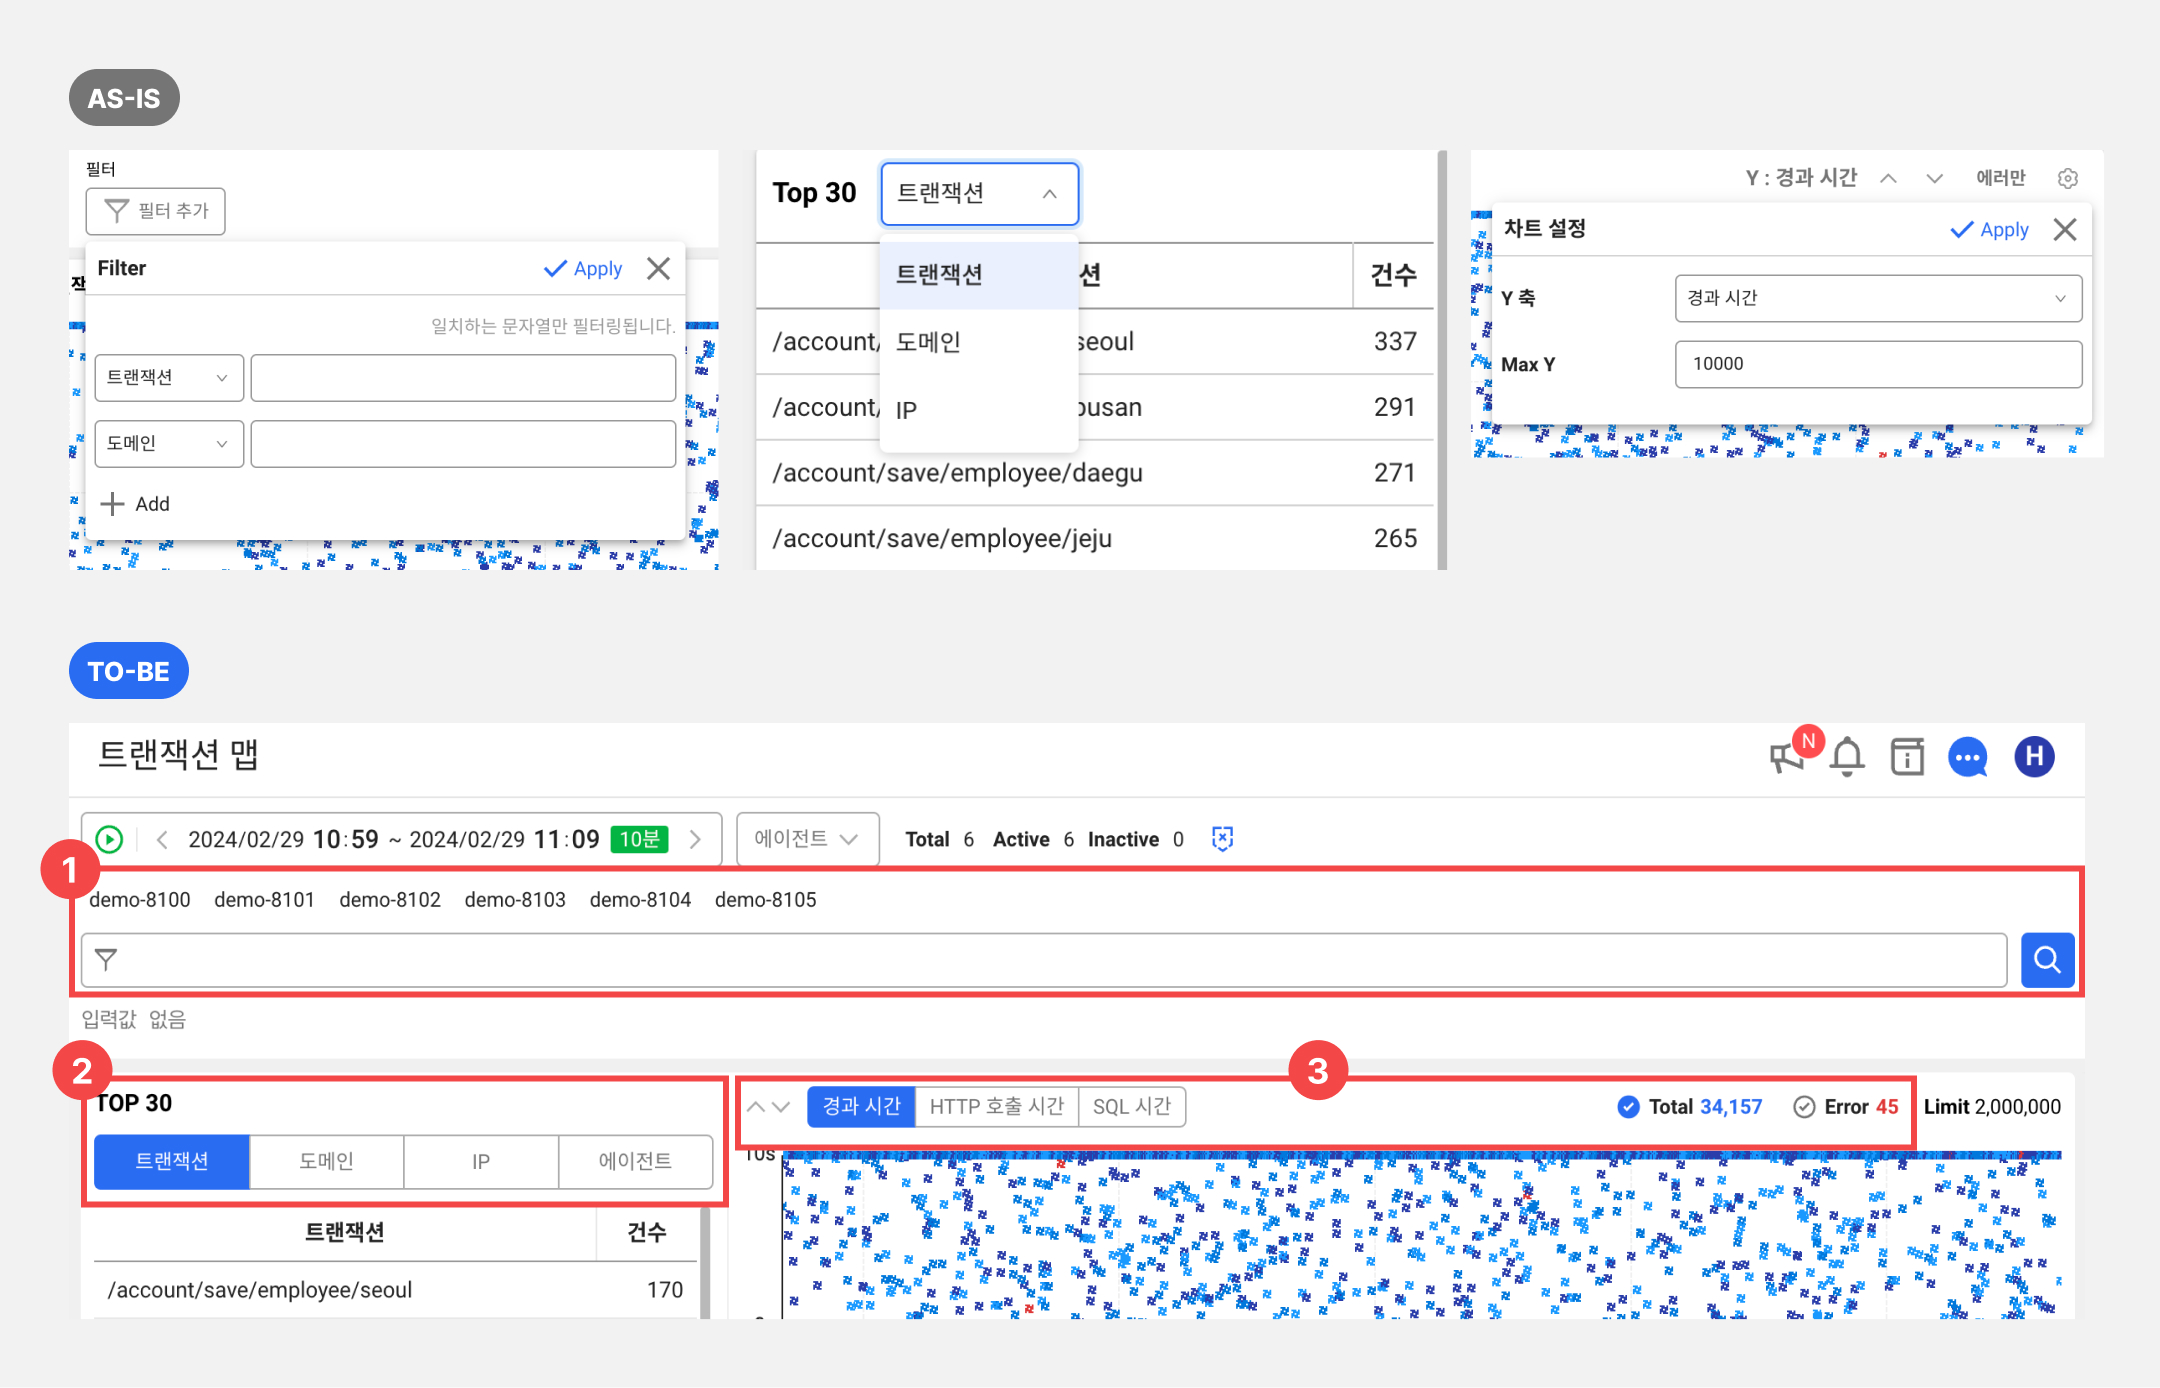 AS-IS
필터
필터 추가
Filter
Apply
일치하는 문자열만 필터링됩니다.
트랜잭션
도메인
Add
Top 30
트랜잭션
트랜잭션
도메인
IP
션
건수
/account/
seoul
337
/account/
busan
291
/account/save/employee/daegu
271
/account/save/employee/jeju
265
Y : 경과 시간
에러만
차트 설정
Apply
Y 축
경과 시간
Max Y
10000
TO-BE
트랜잭션 맵
N
H
2024/02/29 10:59 ~ 2024/02/29 11:09 10분
에이전트
Total 6 Active 6 Inactive 0
1
demo-8100 demo-8101 demo-8102 demo-8103 demo-8104 demo-8105
입력값 없음
2
TOP 30
트랜잭션 도메인 IP 에이전트
트랜잭션 건수
/account/save/employee/seoul 170
3
경과 시간 HTTP 호출 시간 SQL 시간
Total 34,157 Error 45 Limit 2,000,000
10s